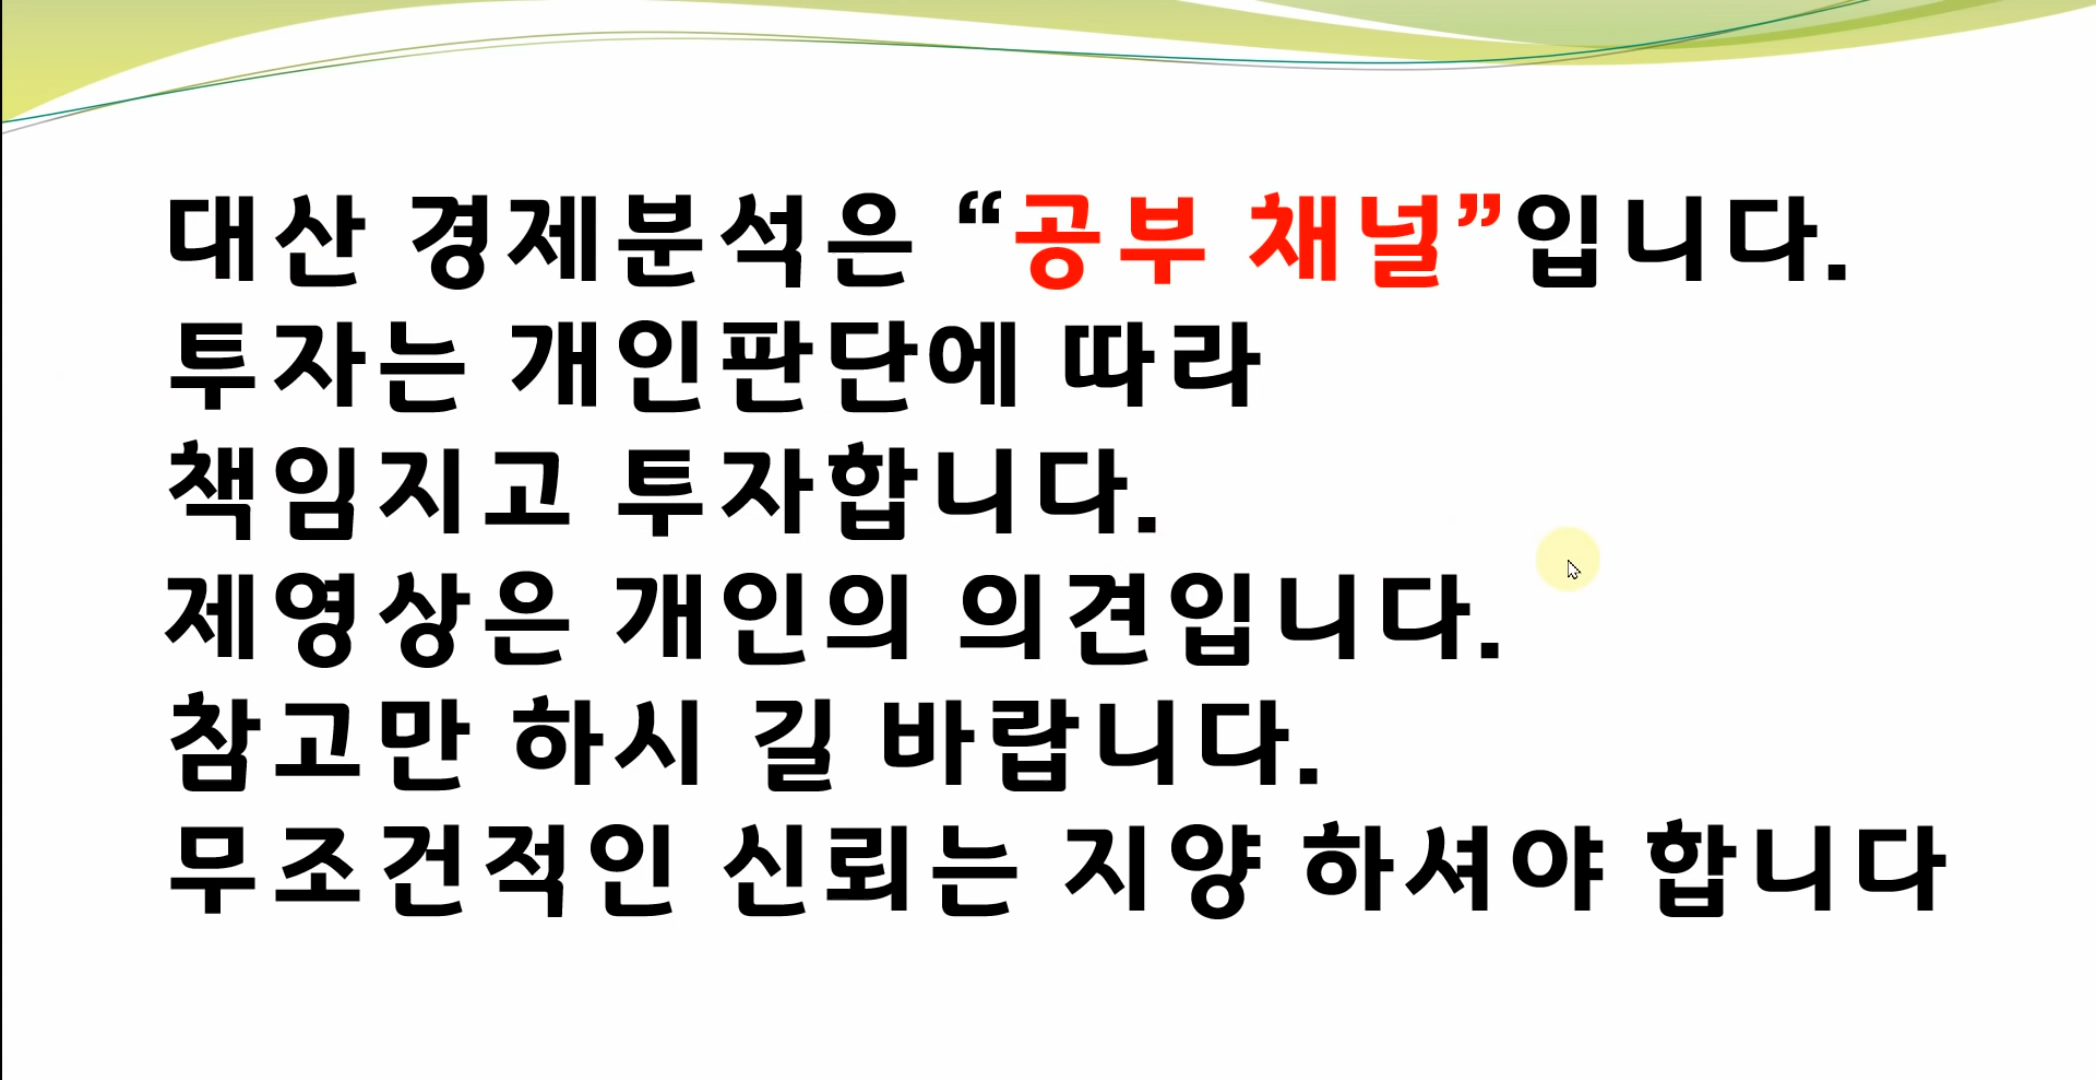 대산 경제분석은 “공부 채널”입니다.
투자는 개인판단에 따라
책임지고 투자합니다.
제영상은 개인의 의견입니다.
참고만 하시 길 바랍니다.
무조건적인 신뢰는 지양 하셔야 합니다